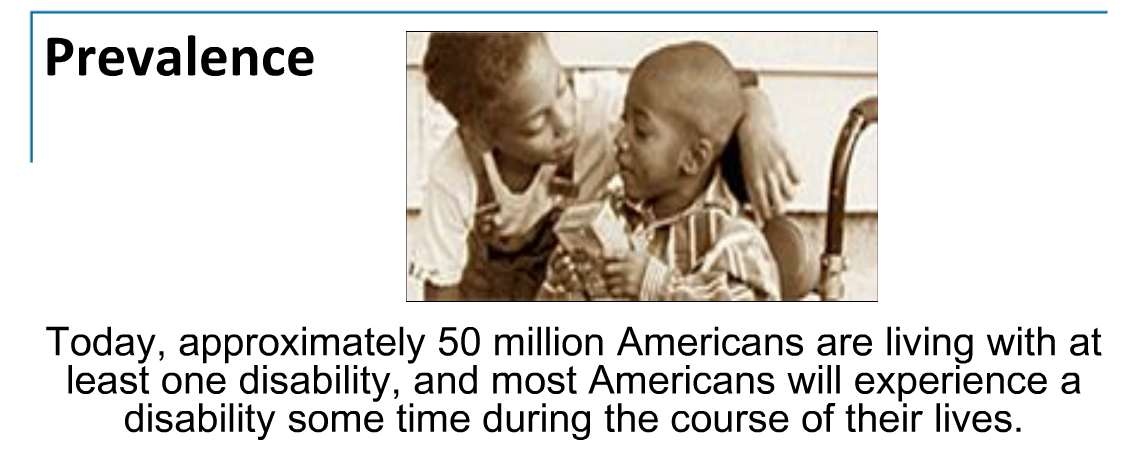 Prevalence
Today, approximately 50 million Americans are living with at
least one disability, and most Americans will experience a
disability some time during the course of their lives.